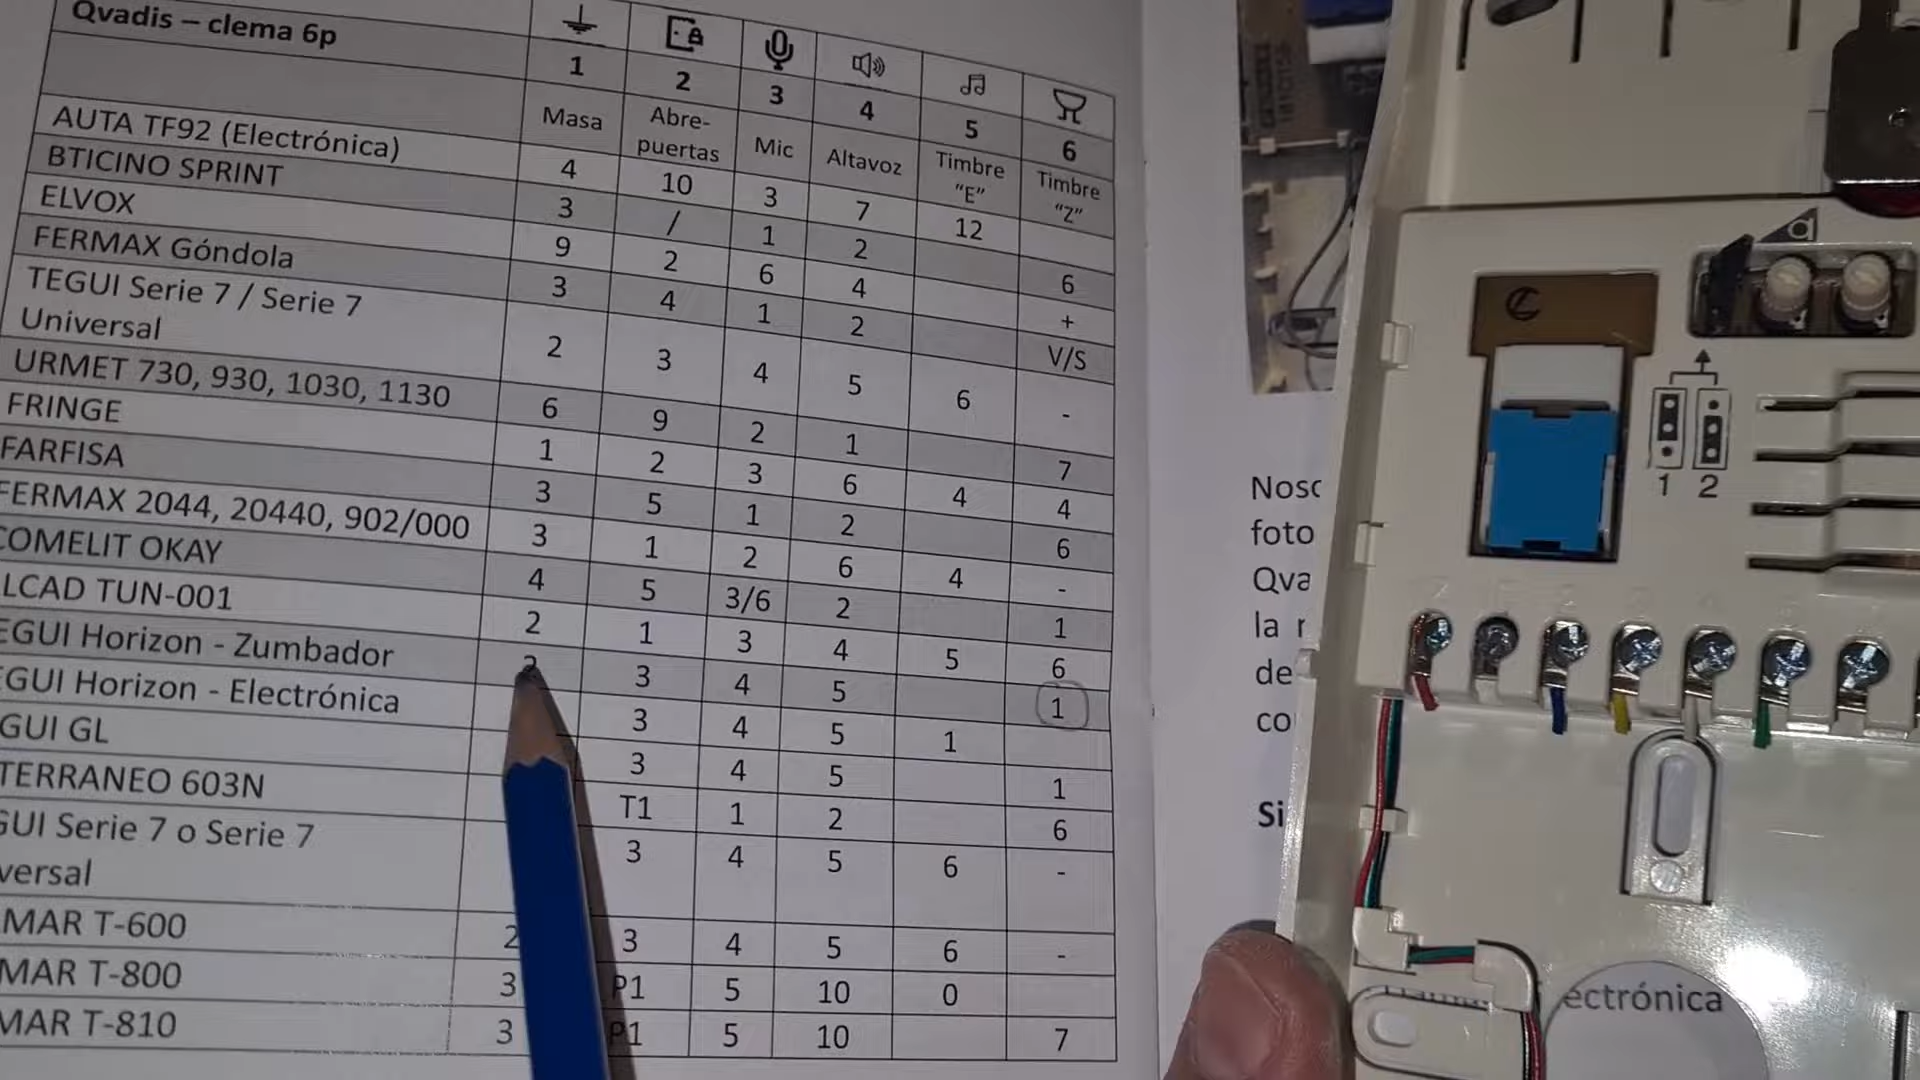 Qvadis – clema 6p
1 2 3 4 5 6
Masa Abre-puertas Mic Altavoz Timbre "E" Timbre "Z"
AUTA TF92 (Electrónica) 4 10 3 7 12
BTICINO SPRINT 3 / 1 2 6
ELVOX 9 2 6 4 +
FERMAX Góndola 3 4 1 2 V/S
TEGUI Serie 7 / Serie 7
Universal 2 3 4 5 6 -
URMET 730, 930, 1030, 1130 6 9 2 1 7
FRINGE 1 2 3 6 4 4
FARFISA 3 5 1 2 6
FERMAX 2044, 20440, 902/000 3 1 2 6 4 -
COMELIT OKAY 4 5 3/6 2 1
LCAD TUN-001 2 1 3 4 5 6
EGUI Horizon - Zumbador 2 3 4 5 1
EGUI Horizon - Electrónica 3 4 5 1
GUI GL 3 4 5 1
TERRANEO 603N T1 1 2 6
GUI Serie 7 o Serie 7
versal 3 4 5 6 -
MAR T-600 2 3 4 5 6 -
MAR T-800 3 P1 5 10 0
MAR T-810 3 P1 5 10 7
Nosc
foto
Qva
la r
de
co
Si
1 2
ectrónica